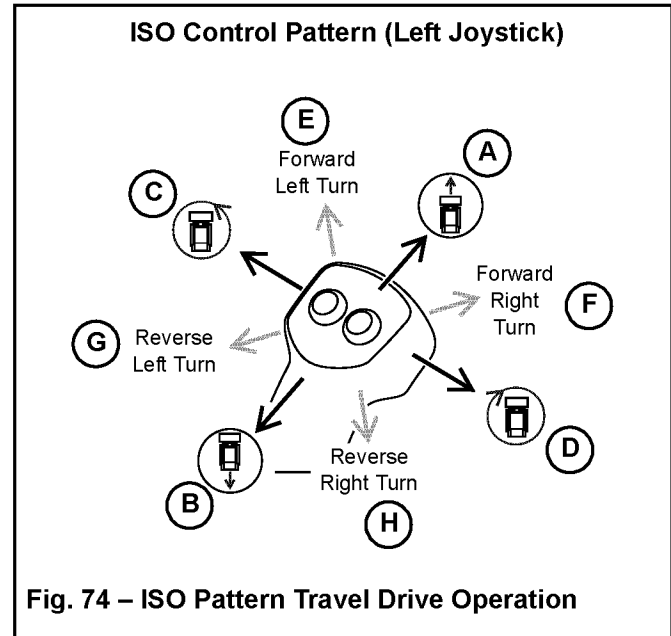 ISO Control Pattern (Left Joystick)
E
Forward
Left Turn
A
C
Forward
Right
Turn
F
G
Reverse
Left Turn
D
B
Reverse
Right Turn
H
Fig. 74 – ISO Pattern Travel Drive Operation